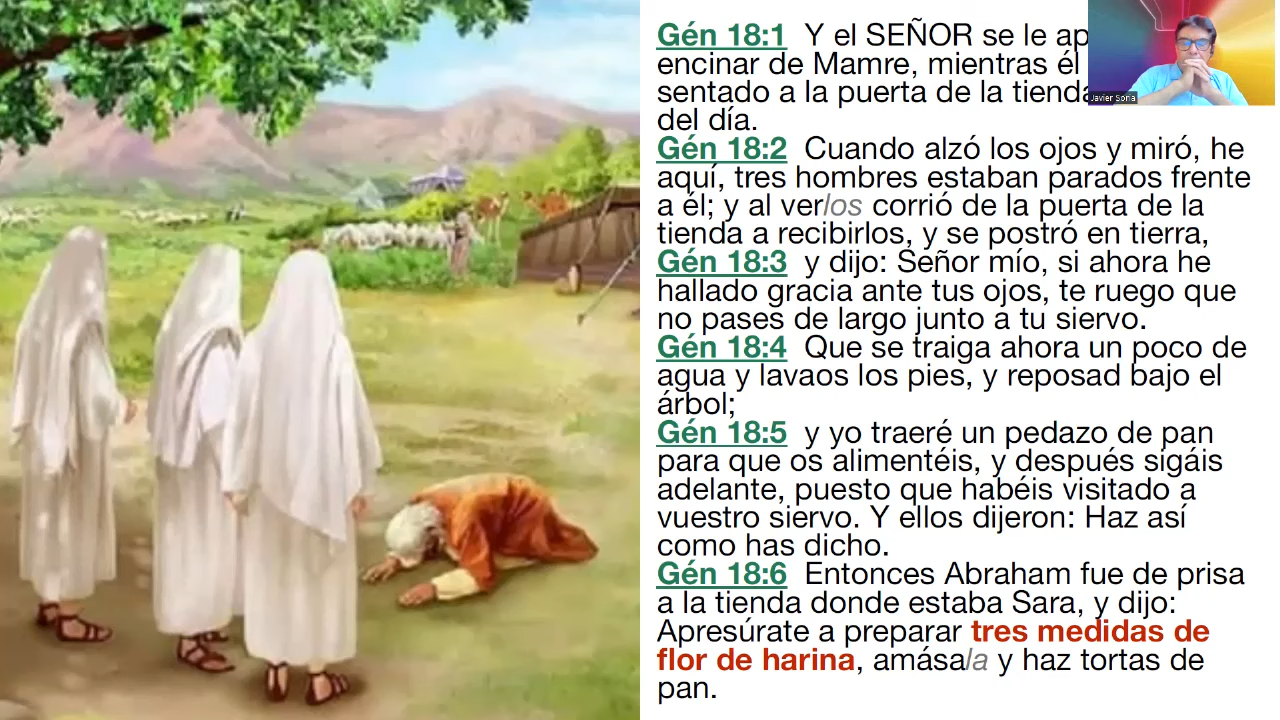 Gén 18:1 Y el SEÑOR se le ap
encinar de Mamre, mientras él
sentado a la puerta de la tienda
del día.
Gén 18:2 Cuando alzó los ojos y miró, he
aquí, tres hombres estaban parados frente
a él; y al verlos corrió de la puerta de la
tienda a recibirlos, y se postró en tierra,
Gén 18:3 y dijo: Señor mío, si ahora he
hallado gracia ante tus ojos, te ruego que
no pases de largo junto a tu siervo.
Gén 18:4 Que se traiga ahora un poco de
agua y lavaos los pies, y reposad bajo el
árbol;
Gén 18:5 y yo traeré un pedazo de pan
para que os alimentéis, y después sigáis
adelante, puesto que habéis visitado a
vuestro siervo. Y ellos dijeron: Haz así
como has dicho.
Gén 18:6 Entonces Abraham fue de prisa
a la tienda donde estaba Sara, y dijo:
Apresúrate a preparar tres medidas de
flor de harina, amásala y haz tortas de
pan.
Javier Soria